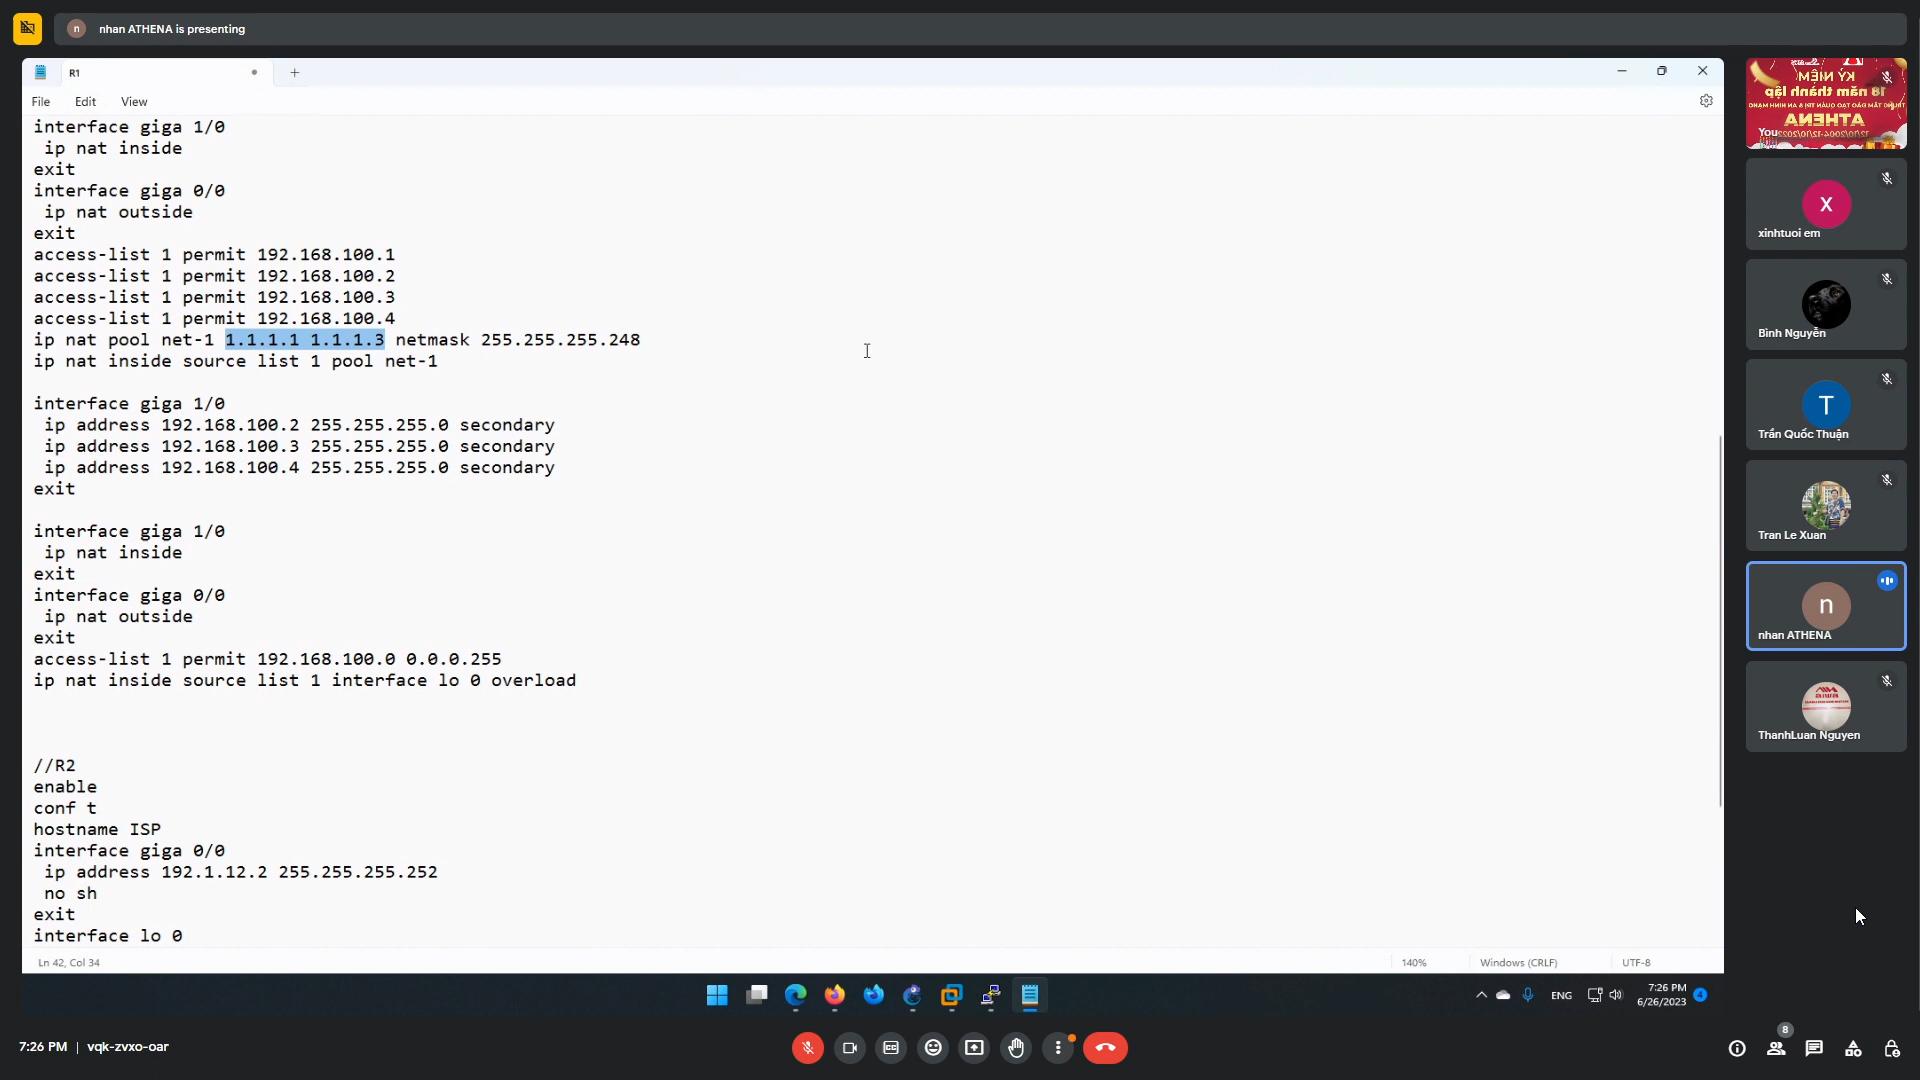 nhan ATHENA is presenting
R1
File Edit View
interface giga 1/0
ip nat inside
exit
interface giga 0/0
ip nat outside
exit
access-list 1 permit 192.168.100.1
access-list 1 permit 192.168.100.2
access-list 1 permit 192.168.100.3
access-list 1 permit 192.168.100.4
ip nat pool net-1 1.1.1.1 1.1.1.3 netmask 255.255.255.248
ip nat inside source list 1 pool net-1
interface giga 1/0
ip address 192.168.100.2 255.255.255.0 secondary
ip address 192.168.100.3 255.255.255.0 secondary
ip address 192.168.100.4 255.255.255.0 secondary
exit
interface giga 1/0
ip nat inside
exit
interface giga 0/0
ip nat outside
exit
access-list 1 permit 192.168.100.0 0.0.0.255
ip nat inside source list 1 interface lo 0 overload
//R2
enable
conf t
hostname ISP
interface giga 0/0
ip address 192.1.12.2 255.255.255.252
no sh
exit
interface lo 0
Ln 42, Col 34
140%
Windows (CRLF)
UTF-8
ENG
7:26 PM
6/26/2023
4
KỶ NIỆM
18 năm thành lập
ATHENA
You
X
xinhtuoi em
Bình Nguyễn
T
Trần Quốc Thuận
Tran Le Xuan
n
nhan ATHENA
ThanhLuan Nguyen
7:26 PM | vqk-zvxo-oar
8